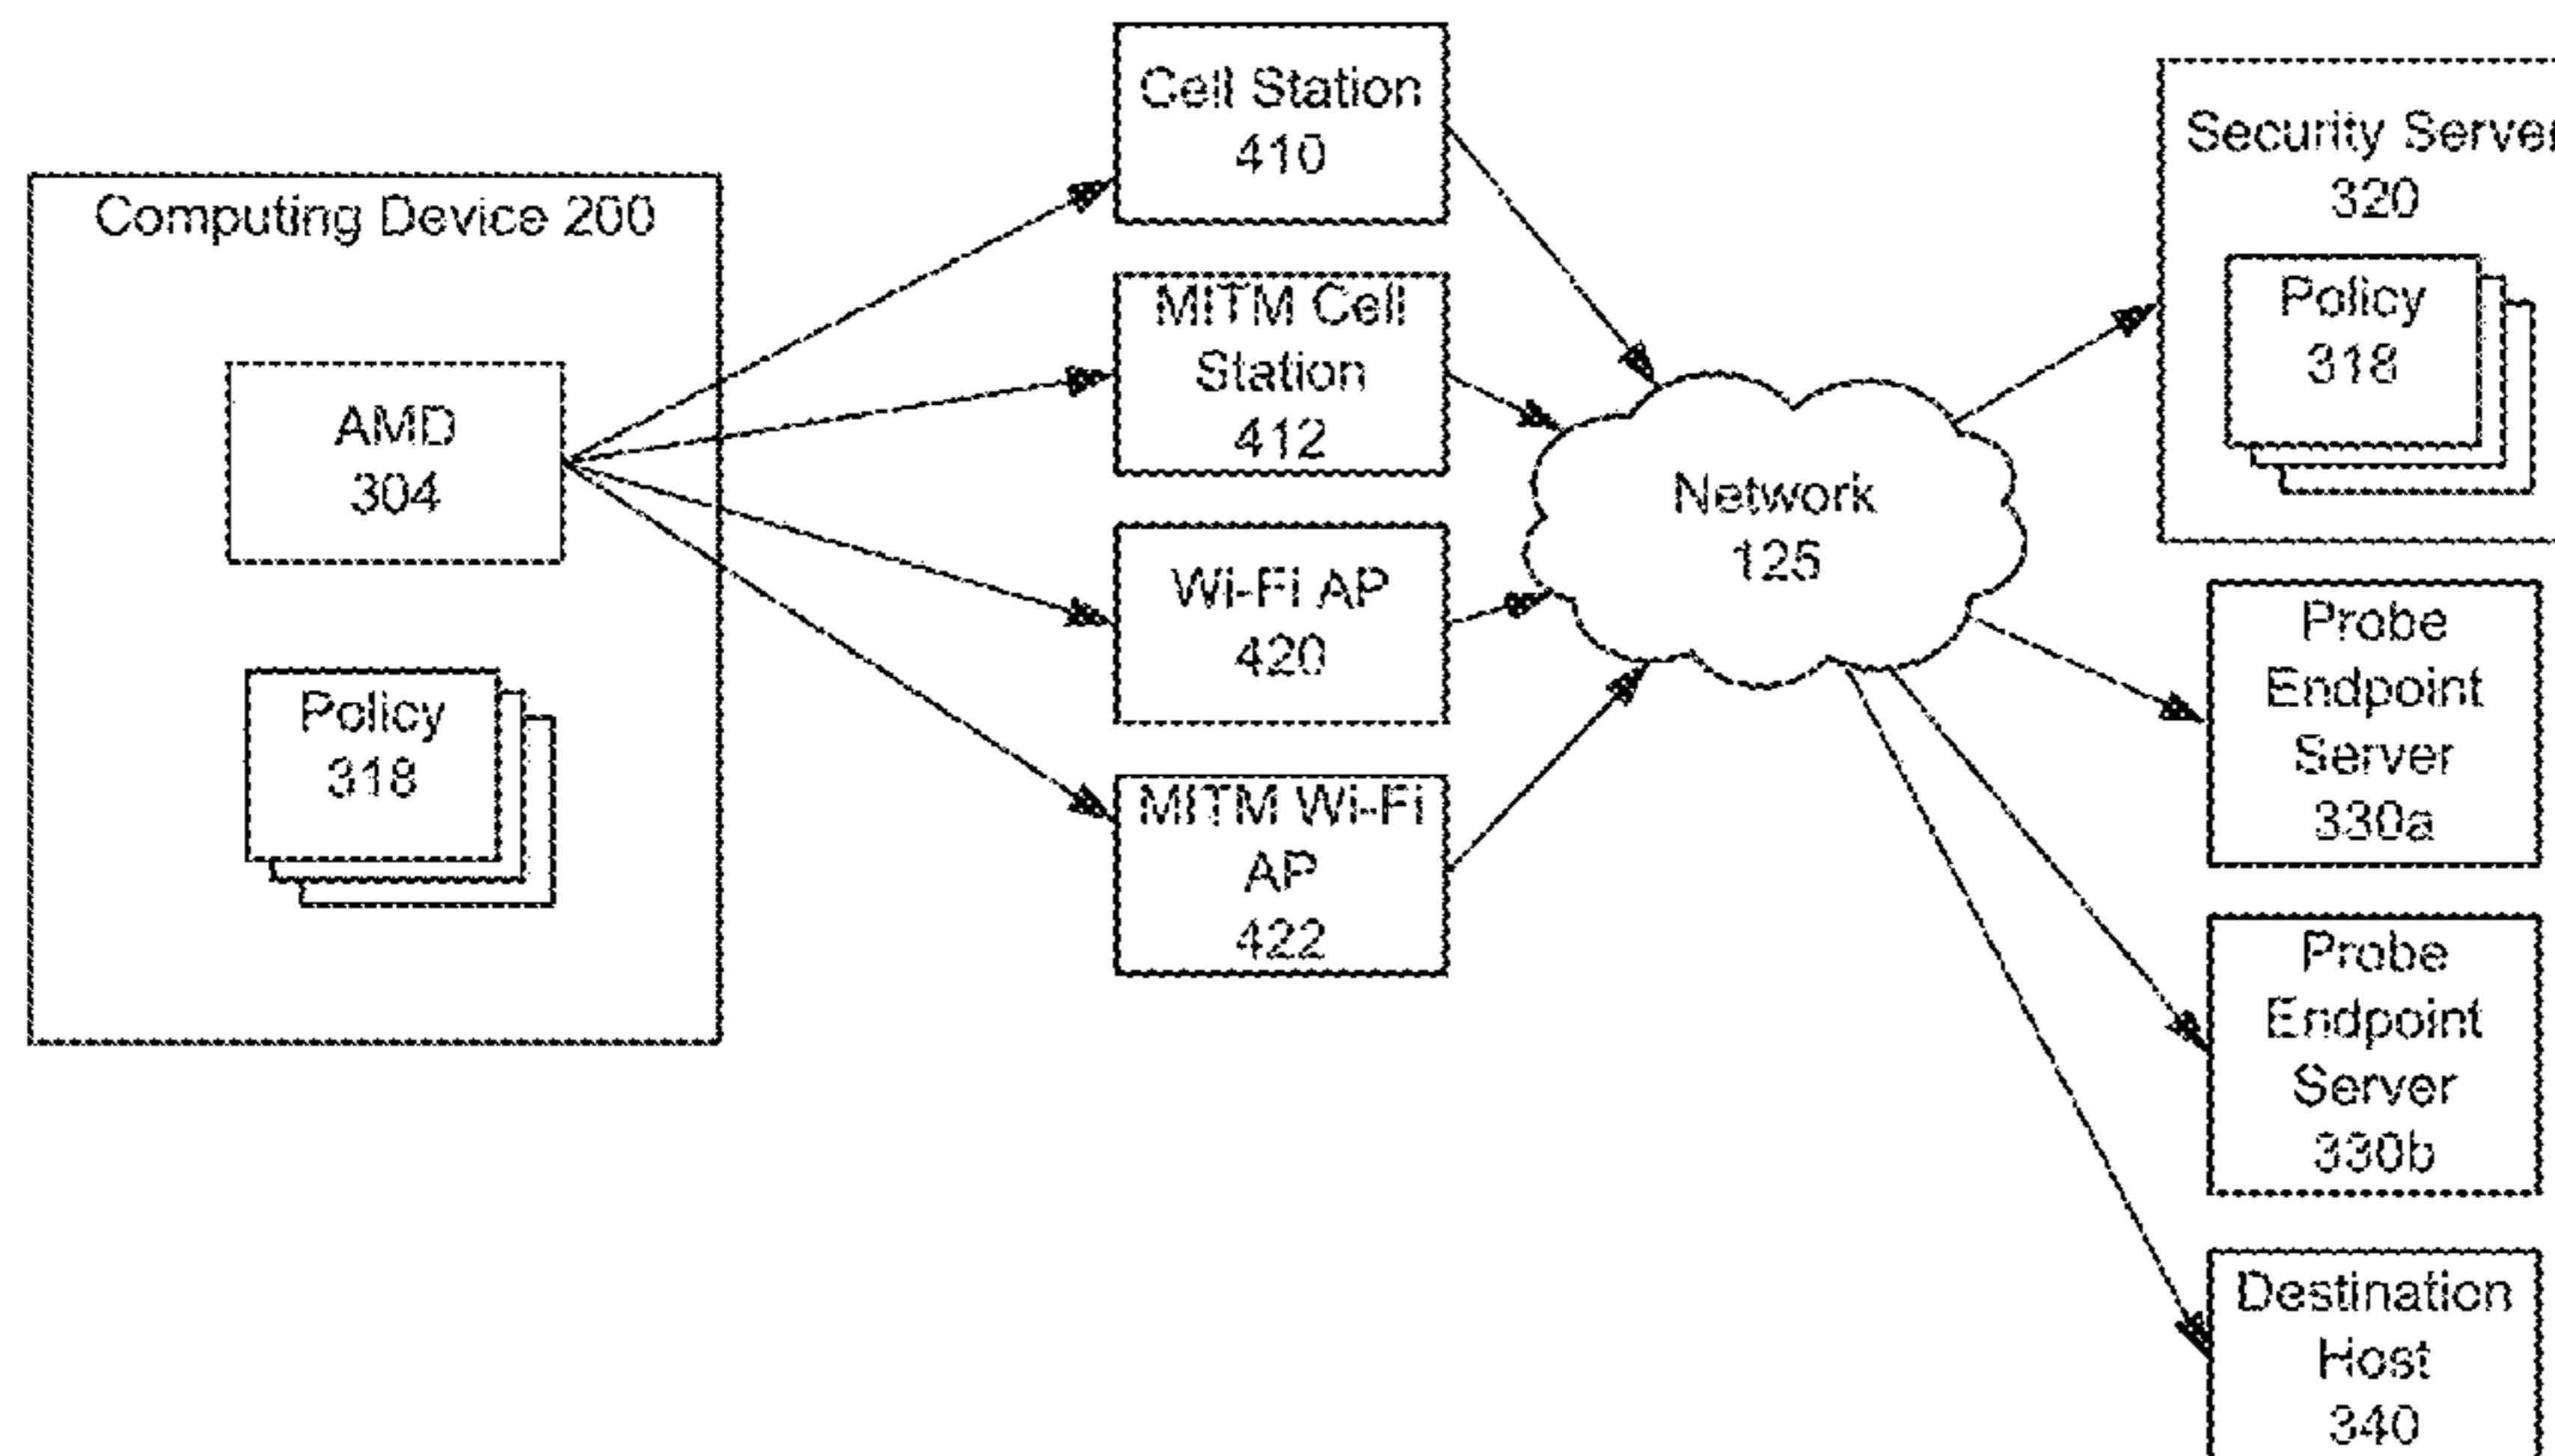 Computing Device 200
AMD
304
Policy
318
Cell Station
410
MITM Cell
Station
412
Wi-Fi AP
420
MITM Wi-Fi
AP
422
Network
125
Security Server
320
Policy
318
Probe
Endpoint
Server
330a
Probe
Endpoint
Server
330b
Destination
Host
340